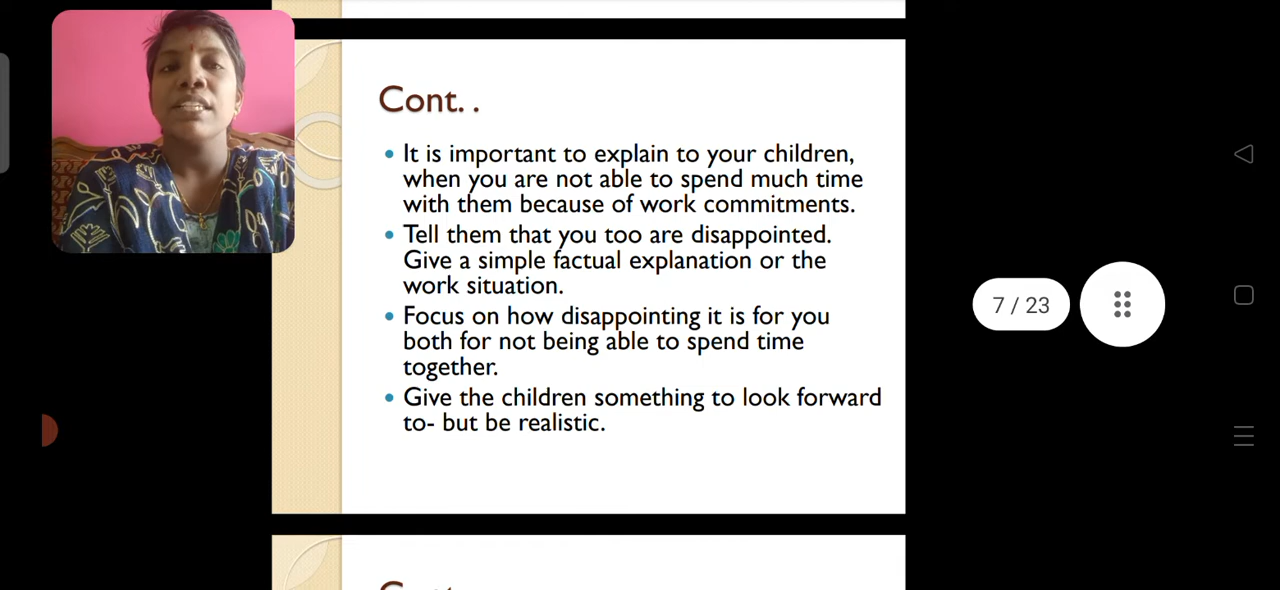 Cont. .
• It is important to explain to your children,
when you are not able to spend much time
with them because of work commitments.
• Tell them that you too are disappointed.
Give a simple factual explanation or the
work situation.
• Focus on how disappointing it is for you
both for not being able to spend time
together.
• Give the children something to look forward
to- but be realistic.
7 / 23